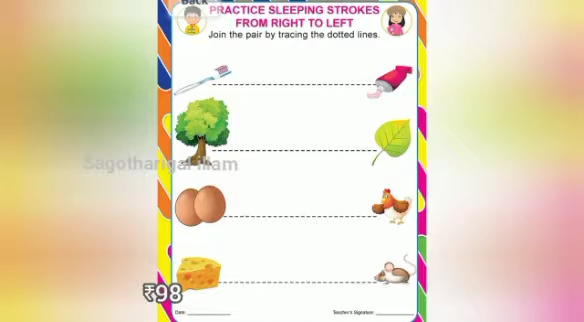 Back
PRACTICE SLEEPING STROKES
FROM RIGHT TO LEFT
Join the pair by tracing the dotted lines.
Sagotharigal illam
₹98
Date: Teacher's Signature: